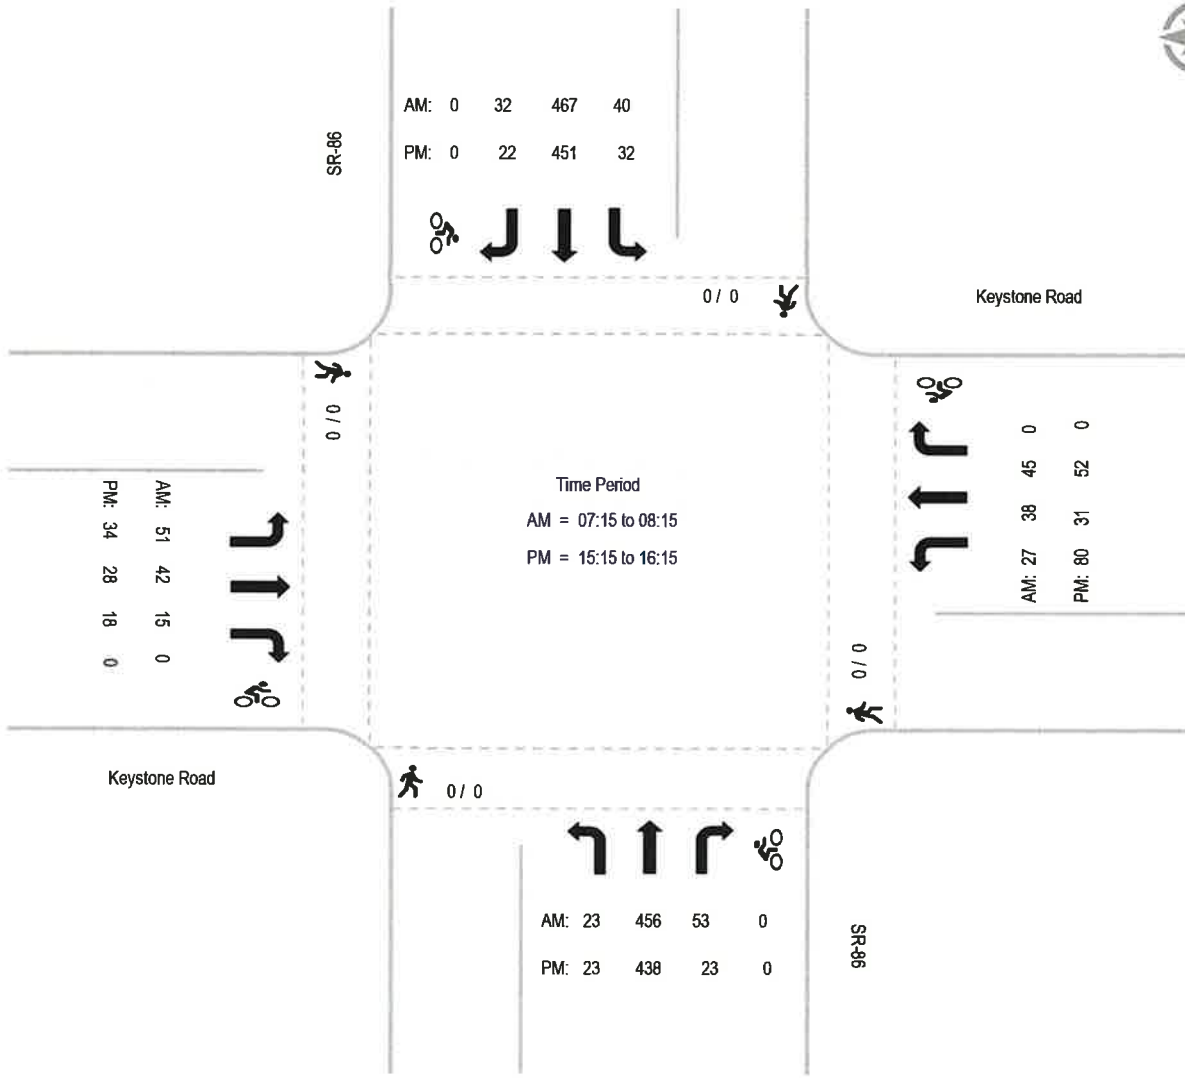 AM: 0 32 467 40
PM: 0 22 451 32
SR-86
0 / 0
Keystone Road
0 / 0
AM: 27 38 45 0
PM: 80 31 52 0
Time Period
AM = 07:15 to 08:15
PM = 15:15 to 16:15
AM: 51 42 15 0
PM: 34 28 18 0
0 / 0
Keystone Road
0 / 0
AM: 23 456 53 0
PM: 23 438 23 0
SR-86